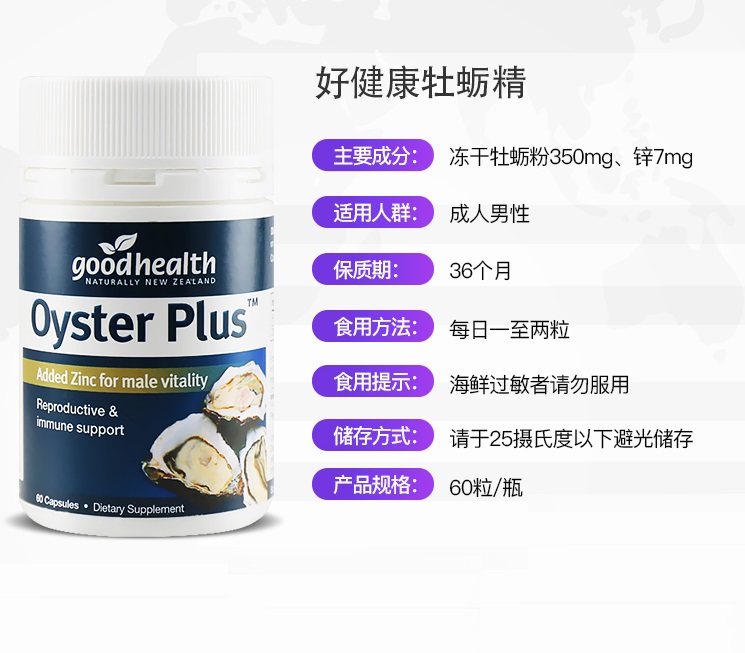 好健康牡蛎精
主要成分: 冻干牡蛎粉350mg、锌7mg
适用人群: 成人男性
保质期: 36个月
食用方法: 每日一至两粒
食用提示: 海鲜过敏者请勿服用
储存方式: 请于25摄氏度以下避光储存
产品规格: 60粒/瓶
goodhealth
NATURALLY NEW ZEALAND
Oyster Plus™
Added Zinc for male vitality
Reproductive &
immune support
60 Capsules • Dietary Supplement